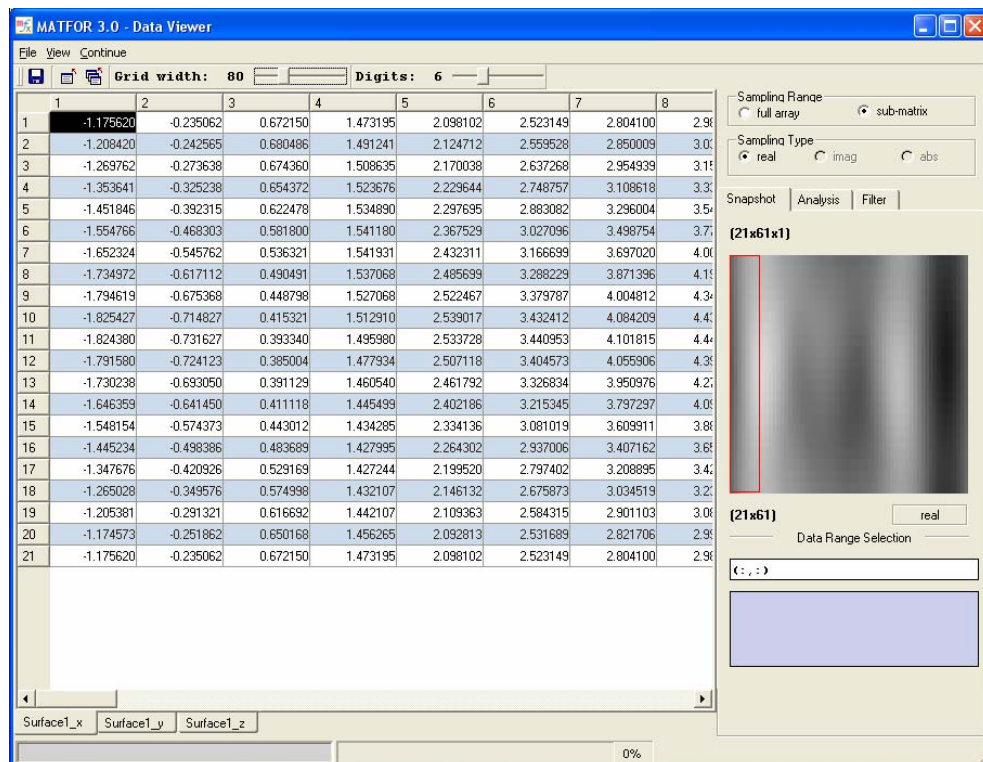 MATFOR 3.0 - Data Viewer
File View Continue
Grid width: 80 Digits: 6
1 2 3 4 5 6 7 8
1 -1.175620 -0.235062 0.672150 1.473195 2.098102 2.523149 2.804100 2.98
2 -1.208420 -0.242565 0.680486 1.491241 2.124712 2.559528 2.850009
3 -1.269762 -0.273638 0.674360 1.508635 2.170038 2.637268 2.954939 3.15
4 -1.353641 -0.325238 0.654372 1.523676 2.229644 2.748757 3.108618
5 -1.451846 -0.392315 0.622478 1.534890 2.297695 2.883082 3.296004
6 -1.554766 -0.468303 0.581800 1.541180 2.367529 3.027096 3.498754
7 -1.652324 -0.545762 0.536321 1.541931 2.432311 3.166699 3.697020
8 -1.734972 -0.617112 0.490491 1.537068 2.485699 3.288229 3.871396
9 -1.794619 -0.675368 0.448798 1.527068 2.522467 3.379787 4.004812
10 -1.825427 -0.714827 0.415321 1.512910 2.539017 3.432412 4.084209
11 -1.824380 -0.731627 0.393340 1.495980 2.533728 3.440953 4.101815
12 -1.791580 -0.724123 0.385004 1.477934 2.507118 3.404573 4.055906
13 -1.730238 -0.693050 0.391129 1.460540 2.461792 3.326834 3.950976
14 -1.646359 -0.641450 0.411118 1.445499 2.402186 3.215345 3.797297
15 -1.548154 -0.574373 0.443012 1.434285 2.334136 3.081019 3.609911
16 -1.445234 -0.498386 0.483689 1.427995 2.264302 2.937006 3.407162
17 -1.347676 -0.420926 0.529169 1.427244 2.199520 2.797402 3.208895
18 -1.265028 -0.349576 0.574998 1.432107 2.146132 2.675873 3.034519
19 -1.205381 -0.291321 0.616692 1.442107 2.109363 2.584315 2.901103
20 -1.174573 -0.251862 0.650168 1.456265 2.092813 2.531689 2.821706
21 -1.175620 -0.235062 0.672150 1.473195 2.098102 2.523149 2.804100 2.98
Surface1_x Surface1_y Surface1_z
0%
Sampling Range
full array sub-matrix
Sampling Type
real imag abs
Snapshot Analysis Filter
(21x61x1)
(21x61) real
Data Range Selection
(:,:)